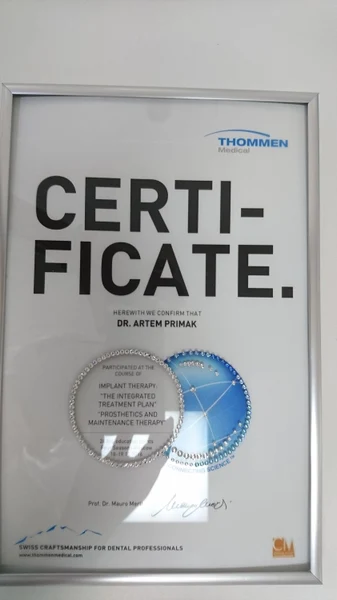 THOMMEN
Medical
CERTI-
FICATE.
HEREWITH WE CONFIRM THAT
DR. ARTEM PRIMAK
PARTICIPATED AT THE
COURSE OF
IMPLANT THERAPY:
"THE INTEGRATED
TREATMENT PLAN"
"PROSTHETICS AND
MAINTENANCE THERAPY"
SCIENCE
Prof. Dr. Mauro
SWISS CRAFTSMANSHIP FOR DENTAL PROFESSIONALS
www.thommenmedical.com